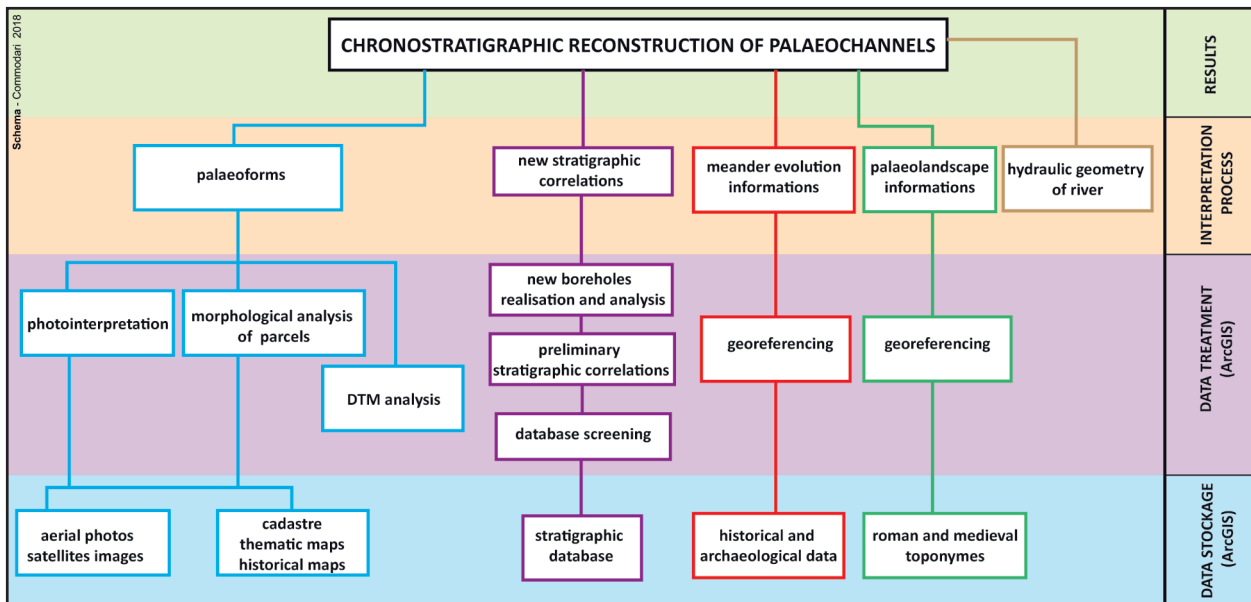 Schema - Commodari 2018
CHRONOSTRATIGRAPHIC RECONSTRUCTION OF PALAEOCHANNELS
RESULTS
palaeoforms
new stratigraphic
correlations
meander evolution
informations
palaeolandscape
informations
hydraulic geometry
of river
INTERPRETATION
PROCESS
photointerpretation
morphological analysis
of parcels
DTM analysis
new boreholes
realisation and analysis
preliminary
stratigraphic correlations
database screening
georeferencing
georeferencing
DATA TREATMENT
(ArcGIS)
aerial photos
satellites images
cadastre
thematic maps
historical maps
stratigraphic
database
historical and
archaeological data
roman and medieval
toponymes
DATA STOCKAGE
(ArcGIS)